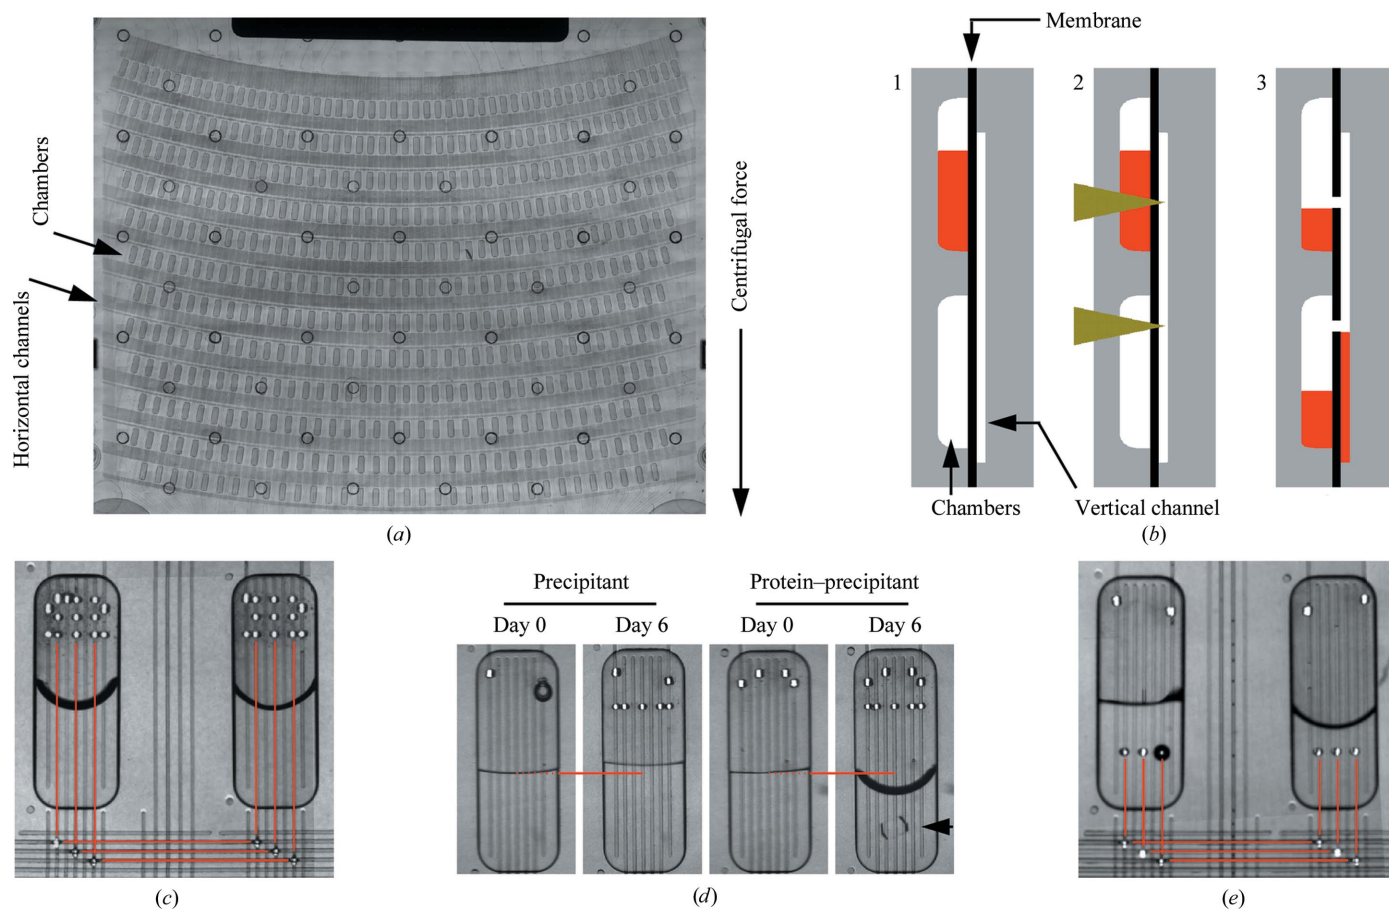 Chambers
Horizontal channels
Centrifugal force
(a)
Membrane
1
2
3
Chambers
Vertical channel
(b)
(c)
Precipitant
Protein–precipitant
Day 0
Day 6
Day 0
Day 6
(d)
(e)